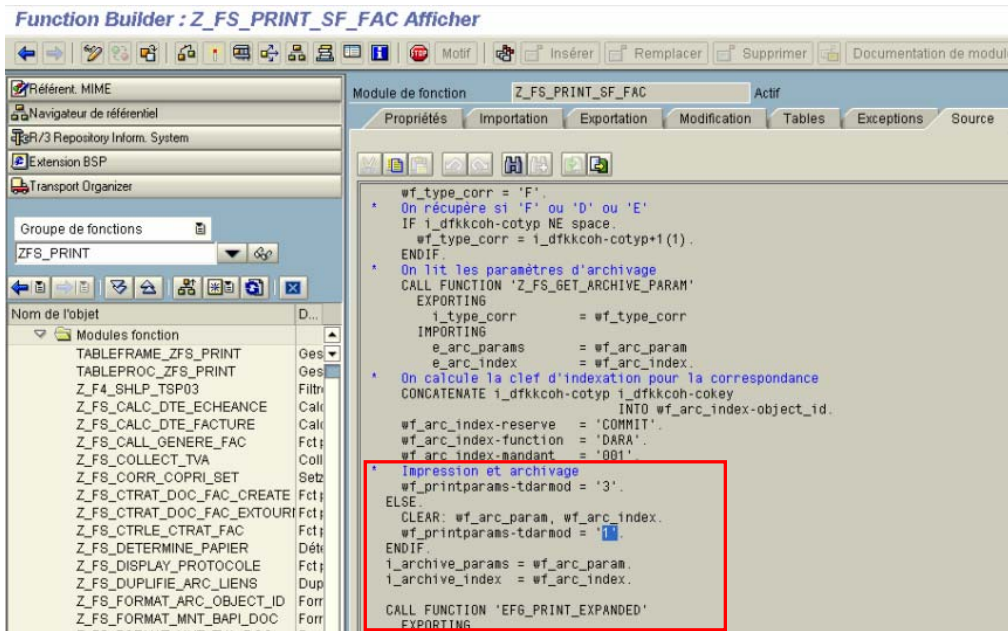 Function Builder : Z_FS_PRINT_SF_FAC Afficher
Motif Insérer Remplacer Supprimer Documentation de modul
Référent. MIME
Navigateur de référentiel
R/3 Repository Inform. System
Extension BSP
Transport Organizer
Groupe de fonctions
ZFS_PRINT
Nom de l'objet D...
Modules fonction
TABLEFRAME_ZFS_PRINT Ges
TABLEPROC_ZFS_PRINT Ges
Z_F4_SHLP_TSP03 Filtr
Z_FS_CALC_DTE_ECHEANCE Calc
Z_FS_CALC_DTE_FACTURE Calc
Z_FS_CALL_GENERE_FAC Fct p
Z_FS_COLLECT_TVA Coll
Z_FS_CORR_COPRI_SET Setz
Z_FS_CTRAT_DOC_FAC_CREATE Fct p
Z_FS_CTRAT_DOC_FAC_EXTOURN Fct p
Z_FS_CTRLE_CTRAT_FAC Fct p
Z_FS_DETERMINE_PAPIER Déte
Z_FS_DISPLAY_PROTOCOLE Fct p
Z_FS_DUPLIFIE_ARC_LIENS Dup
Z_FS_FORMAT_ARC_OBJECT_ID Forr
Z_FS_FORMAT_MNT_BAPI_DOC Forr
Module de fonction Z_FS_PRINT_SF_FAC Actif
Propriétés Importation Exportation Modification Tables Exceptions Source
wf_type_corr = 'F'.
* On récupère si 'F' ou 'D' ou 'E'
IF i_dfkkcoh-cotyp NE space.
wf_type_corr = i_dfkkcoh-cotyp+1(1).
ENDIF.
* On lit les paramètres d'archivage
CALL FUNCTION 'Z_FS_GET_ARCHIVE_PARAM'
EXPORTING
i_type_corr = wf_type_corr
IMPORTING
e_arc_params = wf_arc_param
e_arc_index = wf_arc_index.
* On calcule la clef d'indexation pour la correspondance
CONCATENATE i_dfkkcoh-cotyp i_dfkkcoh-cokey
INTO wf_arc_index-object_id.
wf_arc_index-reserve = 'COMMIT'.
wf_arc_index-function = 'DARA'.
wf_arc_index-mandant = '001'.
* Impression et archivage
wf_printparams-tdarmod = '3'.
ELSE.
CLEAR: wf_arc_param, wf_arc_index.
wf_printparams-tdarmod = '1'.
ENDIF.
i_archive_params = wf_arc_param.
i_archive_index = wf_arc_index.
CALL FUNCTION 'EFG_PRINT_EXPANDED'
EXPORTING